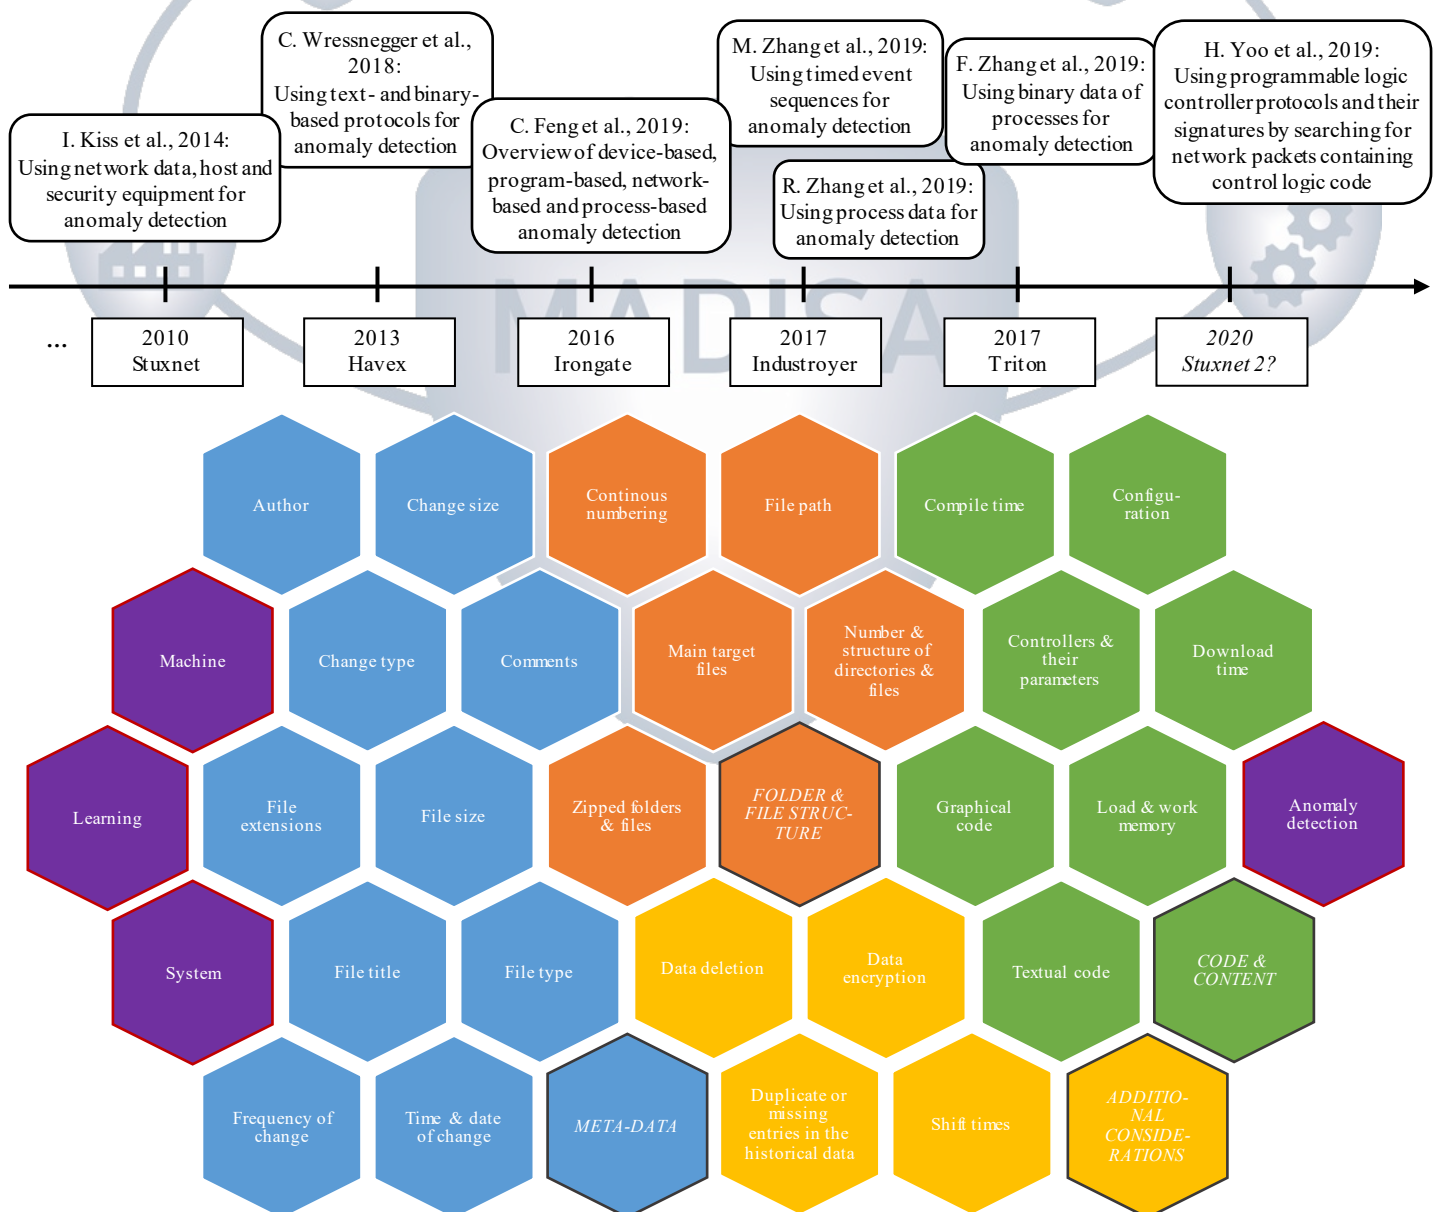 I. Kiss et al., 2014:
Using network data, host and
security equipment for
anomaly detection
C. Wressnegger et al.,
2018:
Using text- and binary-
based protocols for
anomaly detection
C. Feng et al., 2019:
Overview of device-based,
program-based, network-
based and process-based
anomaly detection
M. Zhang et al., 2019:
Using timed event
sequences for
anomaly detection
R. Zhang et al., 2019:
Using process data for
anomaly detection
F. Zhang et al., 2019:
Using binary data of
processes for
anomaly detection
H. Yoo et al., 2019:
Using programmable logic
controller protocols and their
signatures by searching for
network packets containing
control logic code
MADISA
...
2010
Stuxnet
2013
Havex
2016
Irongate
2017
Industroyer
2017
Triton
2020
Stuxnet 2?
Author
Change size
Continous
numbering
File path
Compile time
Configu-
ration
Machine
Change type
Comments
Main target
files
Number &
structure of
directories &
files
Controllers &
their
parameters
Download
time
Learning
File
extensions
File size
Zipped folders
& files
FOLDER &
FILE STRUC-
TURE
Graphical
code
Load & work
memory
Anomaly
detection
System
File title
File type
Data deletion
Data
encryption
Textual code
CODE &
CONTENT
Frequency of
change
Time & date
of change
META-DATA
Duplicate or
missing
entries in the
historical data
Shift times
ADDITIO-
NAL
CONSIDE-
RATIONS